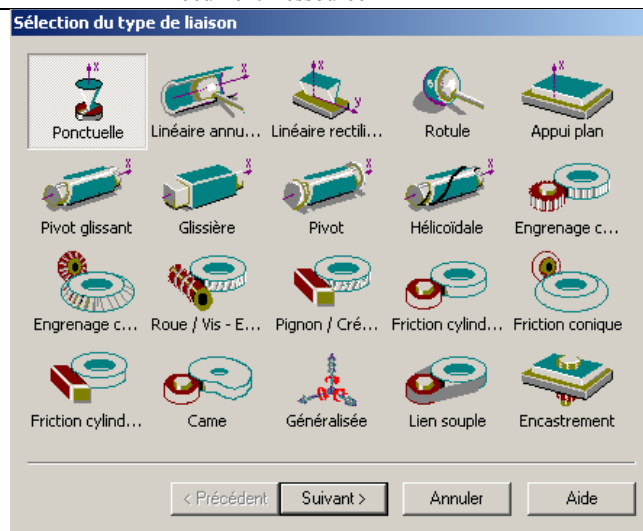 Sélection du type de liaison
x x x x
y
Ponctuelle Linéaire annu... Linéaire rectili... Rotule Appui plan
x x x x
Pivot glissant Glissière Pivot Hélicoïdale Engrenage c...
Engrenage c... Roue / Vis - E... Pignon / Cré... Friction cylind... Friction conique
Friction cylind... Came Généralisée Lien souple Encastrement
< Précédent Suivant > Annuler Aide